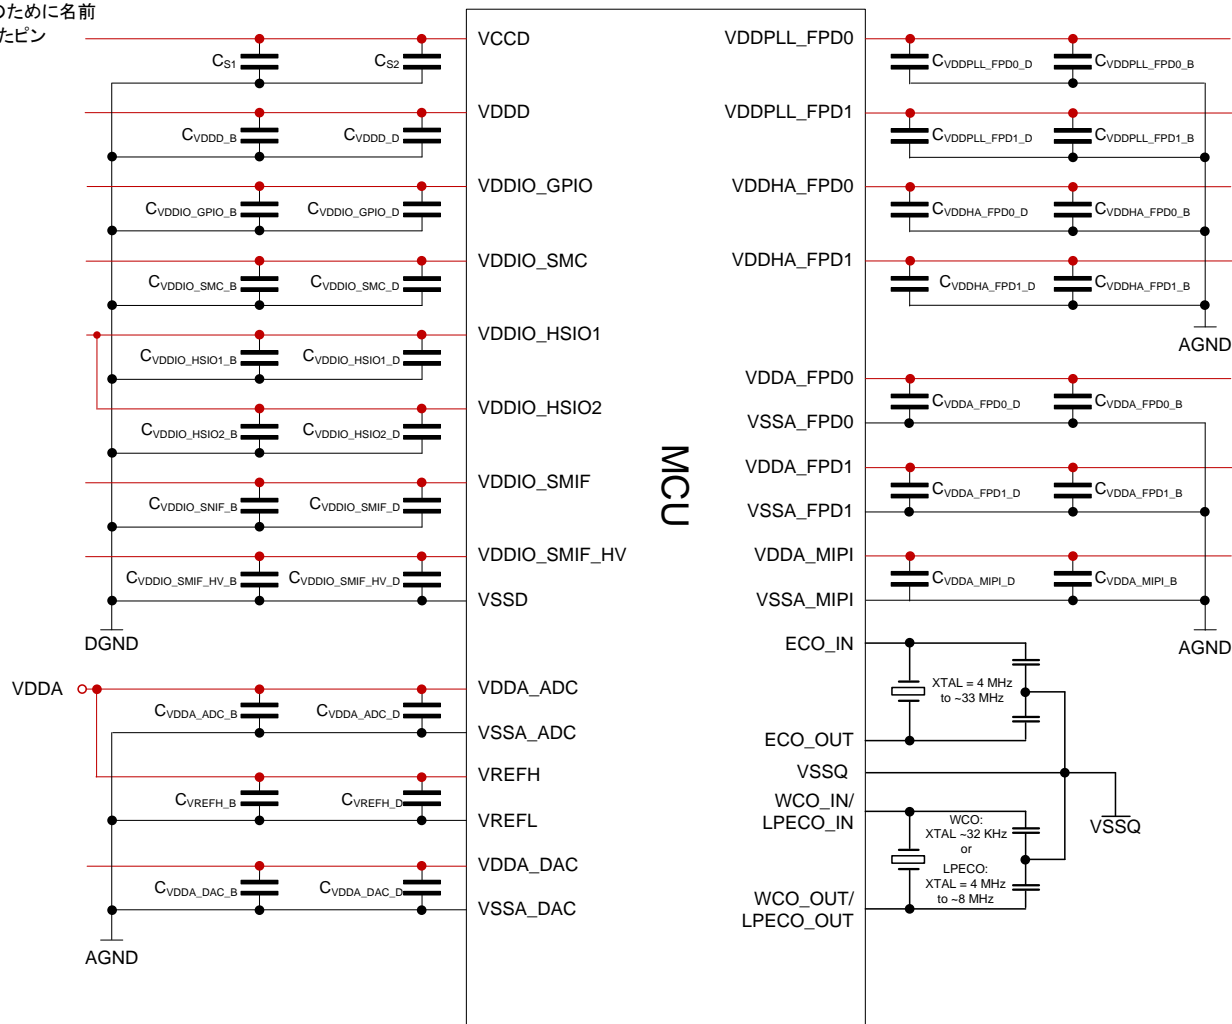 のために名前
たピン
VCCD
CS1
CS2
VDDD
CVDDD_B
CVDDD_D
VDDIO_GPIO
CVDDIO_GPIO_B
CVDDIO_GPIO_D
VDDIO_SMC
CVDDIO_SMC_B
CVDDIO_SMC_D
VDDIO_HSIO1
CVDDIO_HSIO1_B
CVDDIO_HSIO1_D
VDDIO_HSIO2
CVDDIO_HSIO2_B
CVDDIO_HSIO2_D
VDDIO_SMIF
CVDDIO_SNIF_B
CVDDIO_SMIF_D
VDDIO_SMIF_HV
CVDDIO_SMIF_HV_B
CVDDIO_SMIF_HV_D
VSSD
DGND
VDDA
VDDA_ADC
CVDDA_ADC_B
CVDDA_ADC_D
VSSA_ADC
VREFH
CVREFH_B
CVREFH_D
VREFL
VDDA_DAC
CVDDA_DAC_B
CVDDA_DAC_D
VSSA_DAC
AGND
MCU
VDDPLL_FPD0
CVDDPLL_FPD0_D
CVDDPLL_FPD0_B
VDDPLL_FPD1
CVDDPLL_FPD1_D
CVDDPLL_FPD1_B
VDDHA_FPD0
CVDDHA_FPD0_D
CVDDHA_FPD0_B
VDDHA_FPD1
CVDDHA_FPD1_D
CVDDHA_FPD1_B
AGND
VDDA_FPD0
CVDDA_FPD0_D
CVDDA_FPD0_B
VSSA_FPD0
VDDA_FPD1
CVDDA_FPD1_D
CVDDA_FPD1_B
VSSA_FPD1
VDDA_MIPI
CVDDA_MIPI_D
CVDDA_MIPI_B
VSSA_MIPI
AGND
ECO_IN
XTAL = 4 MHz
to ~33 MHz
ECO_OUT
VSSQ
VSSQ
WCO_IN/
LPECO_IN
WCO:
XTAL ~32 KHz
or
LPECO:
XTAL = 4 MHz
to ~8 MHz
WCO_OUT/
LPECO_OUT